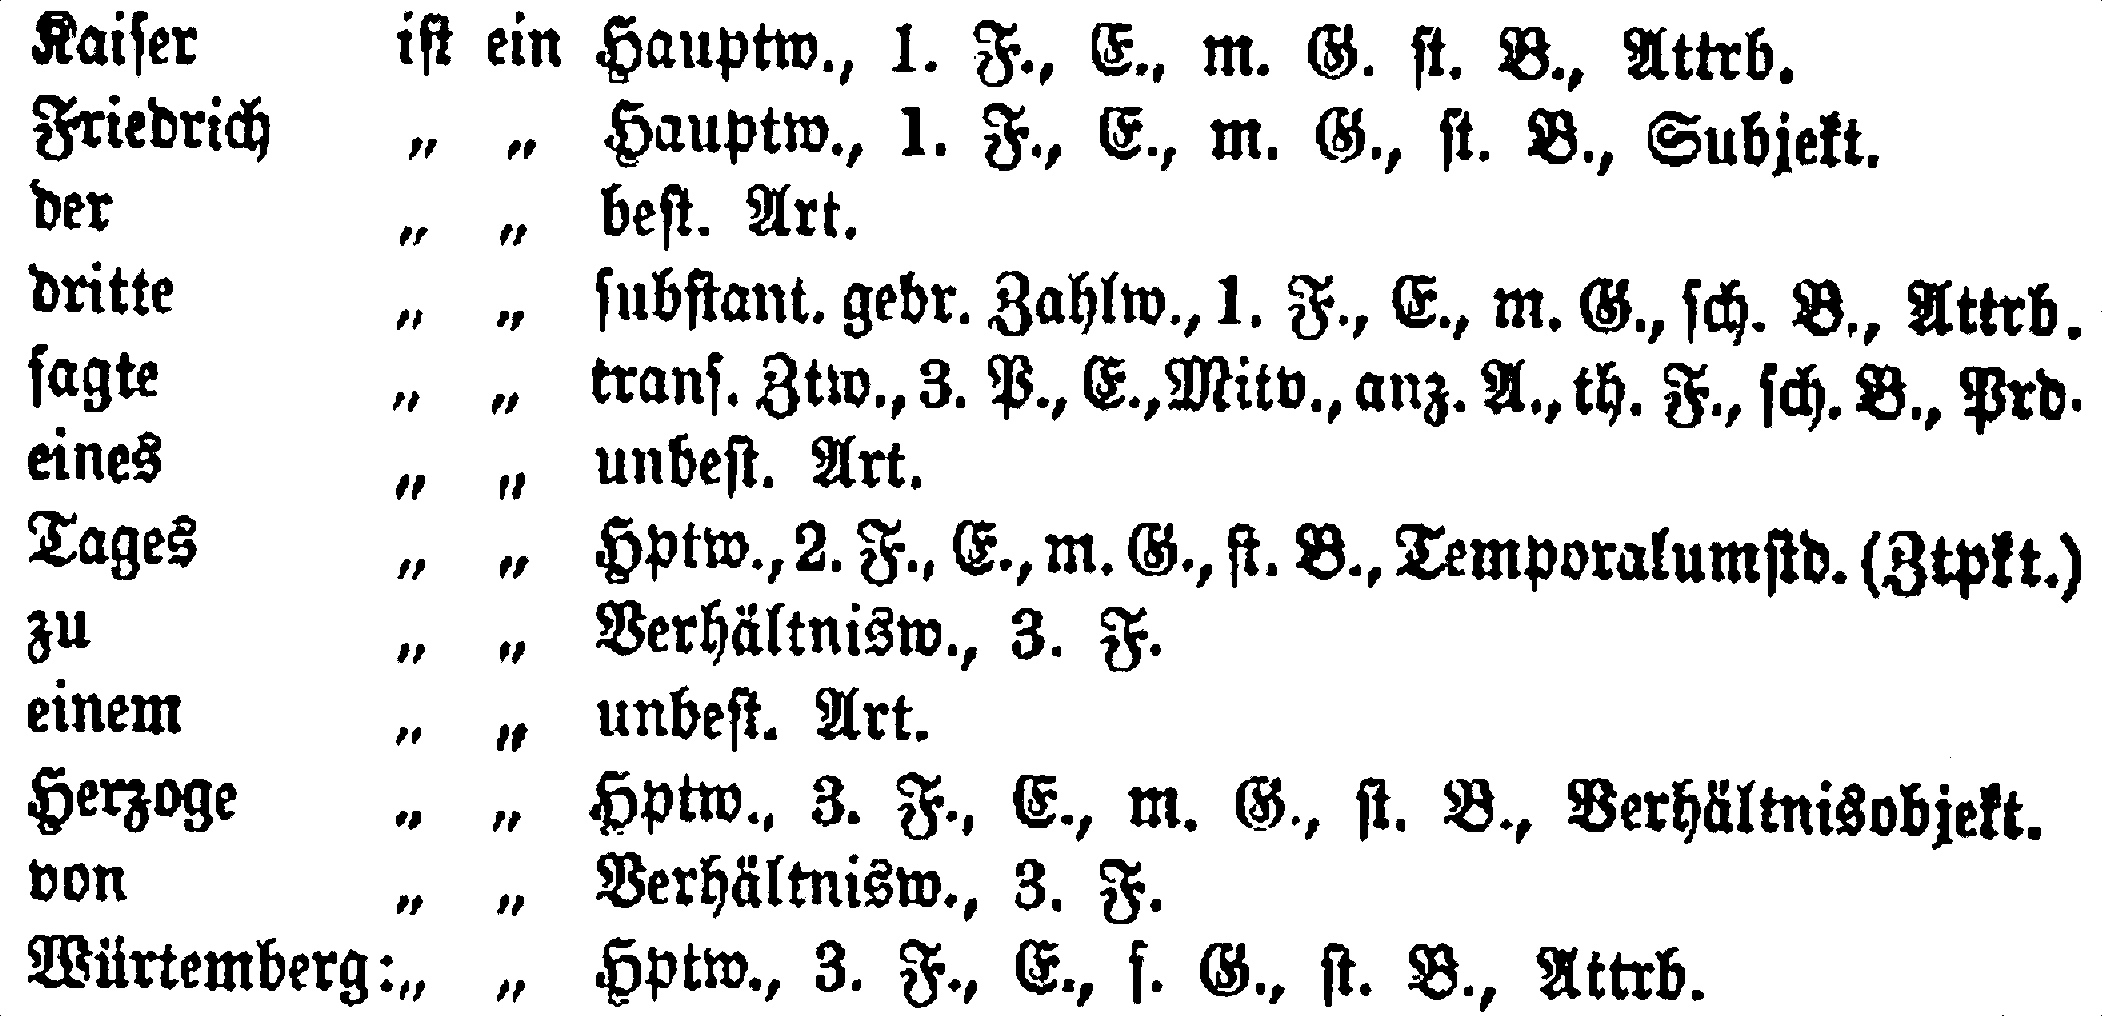 Kaiſer iſt ein Hauptw., 1. F., E., m. G. ſt. B., Attrb.
Friedrich „ „ Hauptw., 1. F., E., m. G., ſt. B., Subjekt.
der „ „ beſt. Art.
dritte „ „ ſubſtant. gebr. Zahlw., 1. F., E., m. G., ſch. B., Attrb.
ſagte „ „ tranſ. Ztw., 3. P., E., Mitv., anz. A., th. F., ſch. B., Prd.
eines „ „ unbeſt. Art.
Tages „ „ Hptw., 2. F., E., m. G., ſt. B., Temporalumſtd. (Ztpkt.)
zu „ „ Verhältnisw., 3. F.
einem „ „ unbeſt. Art.
Herzoge „ „ Hptw., 3. F., E., m. G., ſt. B., Verhältnisobjekt.
von „ „ Verhältnisw., 3. F.
Würtemberg: „ „ Hptw., 3. F., E., ſ. G., ſt. B., Attrb.